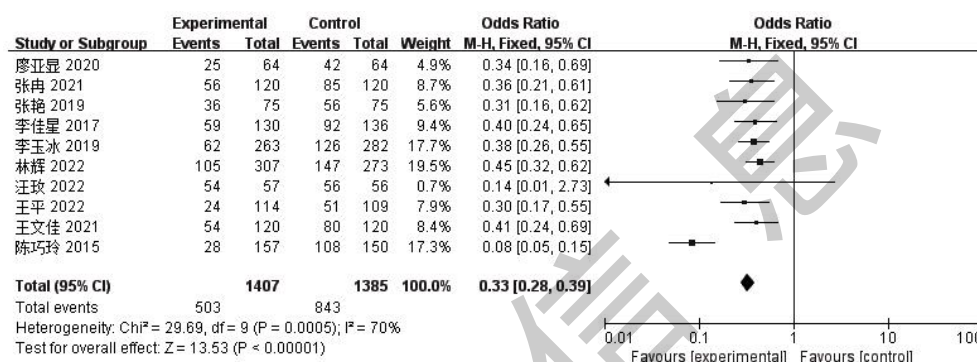 Experimental Control Odds Ratio Odds Ratio
Study or Subgroup Events Total Events Total Weight M-H, Fixed, 95% CI M-H, Fixed, 95% CI
廖亚显 2020 25 64 42 64 4.9% 0.34 [0.16, 0.69]
张冉 2021 56 120 85 120 8.7% 0.36 [0.21, 0.61]
张艳 2019 36 75 56 75 5.6% 0.31 [0.16, 0.62]
李佳星 2017 59 130 92 136 9.4% 0.40 [0.24, 0.65]
李玉冰 2019 62 263 126 282 17.7% 0.38 [0.26, 0.55]
林辉 2022 105 307 147 273 19.5% 0.45 [0.32, 0.62]
汪玫 2022 54 57 56 56 0.7% 0.14 [0.01, 2.73]
王平 2022 24 114 51 109 7.9% 0.30 [0.17, 0.55]
王文佳 2021 54 120 80 120 8.4% 0.41 [0.24, 0.69]
陈巧玲 2015 28 157 108 150 17.3% 0.08 [0.05, 0.15]
Total (95% CI) 1407 1385 100.0% 0.33 [0.28, 0.39]
Total events 503 843
Heterogeneity: Chi² = 29.69, df = 9 (P = 0.0005); I² = 70%
Test for overall effect: Z = 13.53 (P < 0.00001)
0.01 0.1 1 10 100
Favours [experimental] Favours [control]
信息